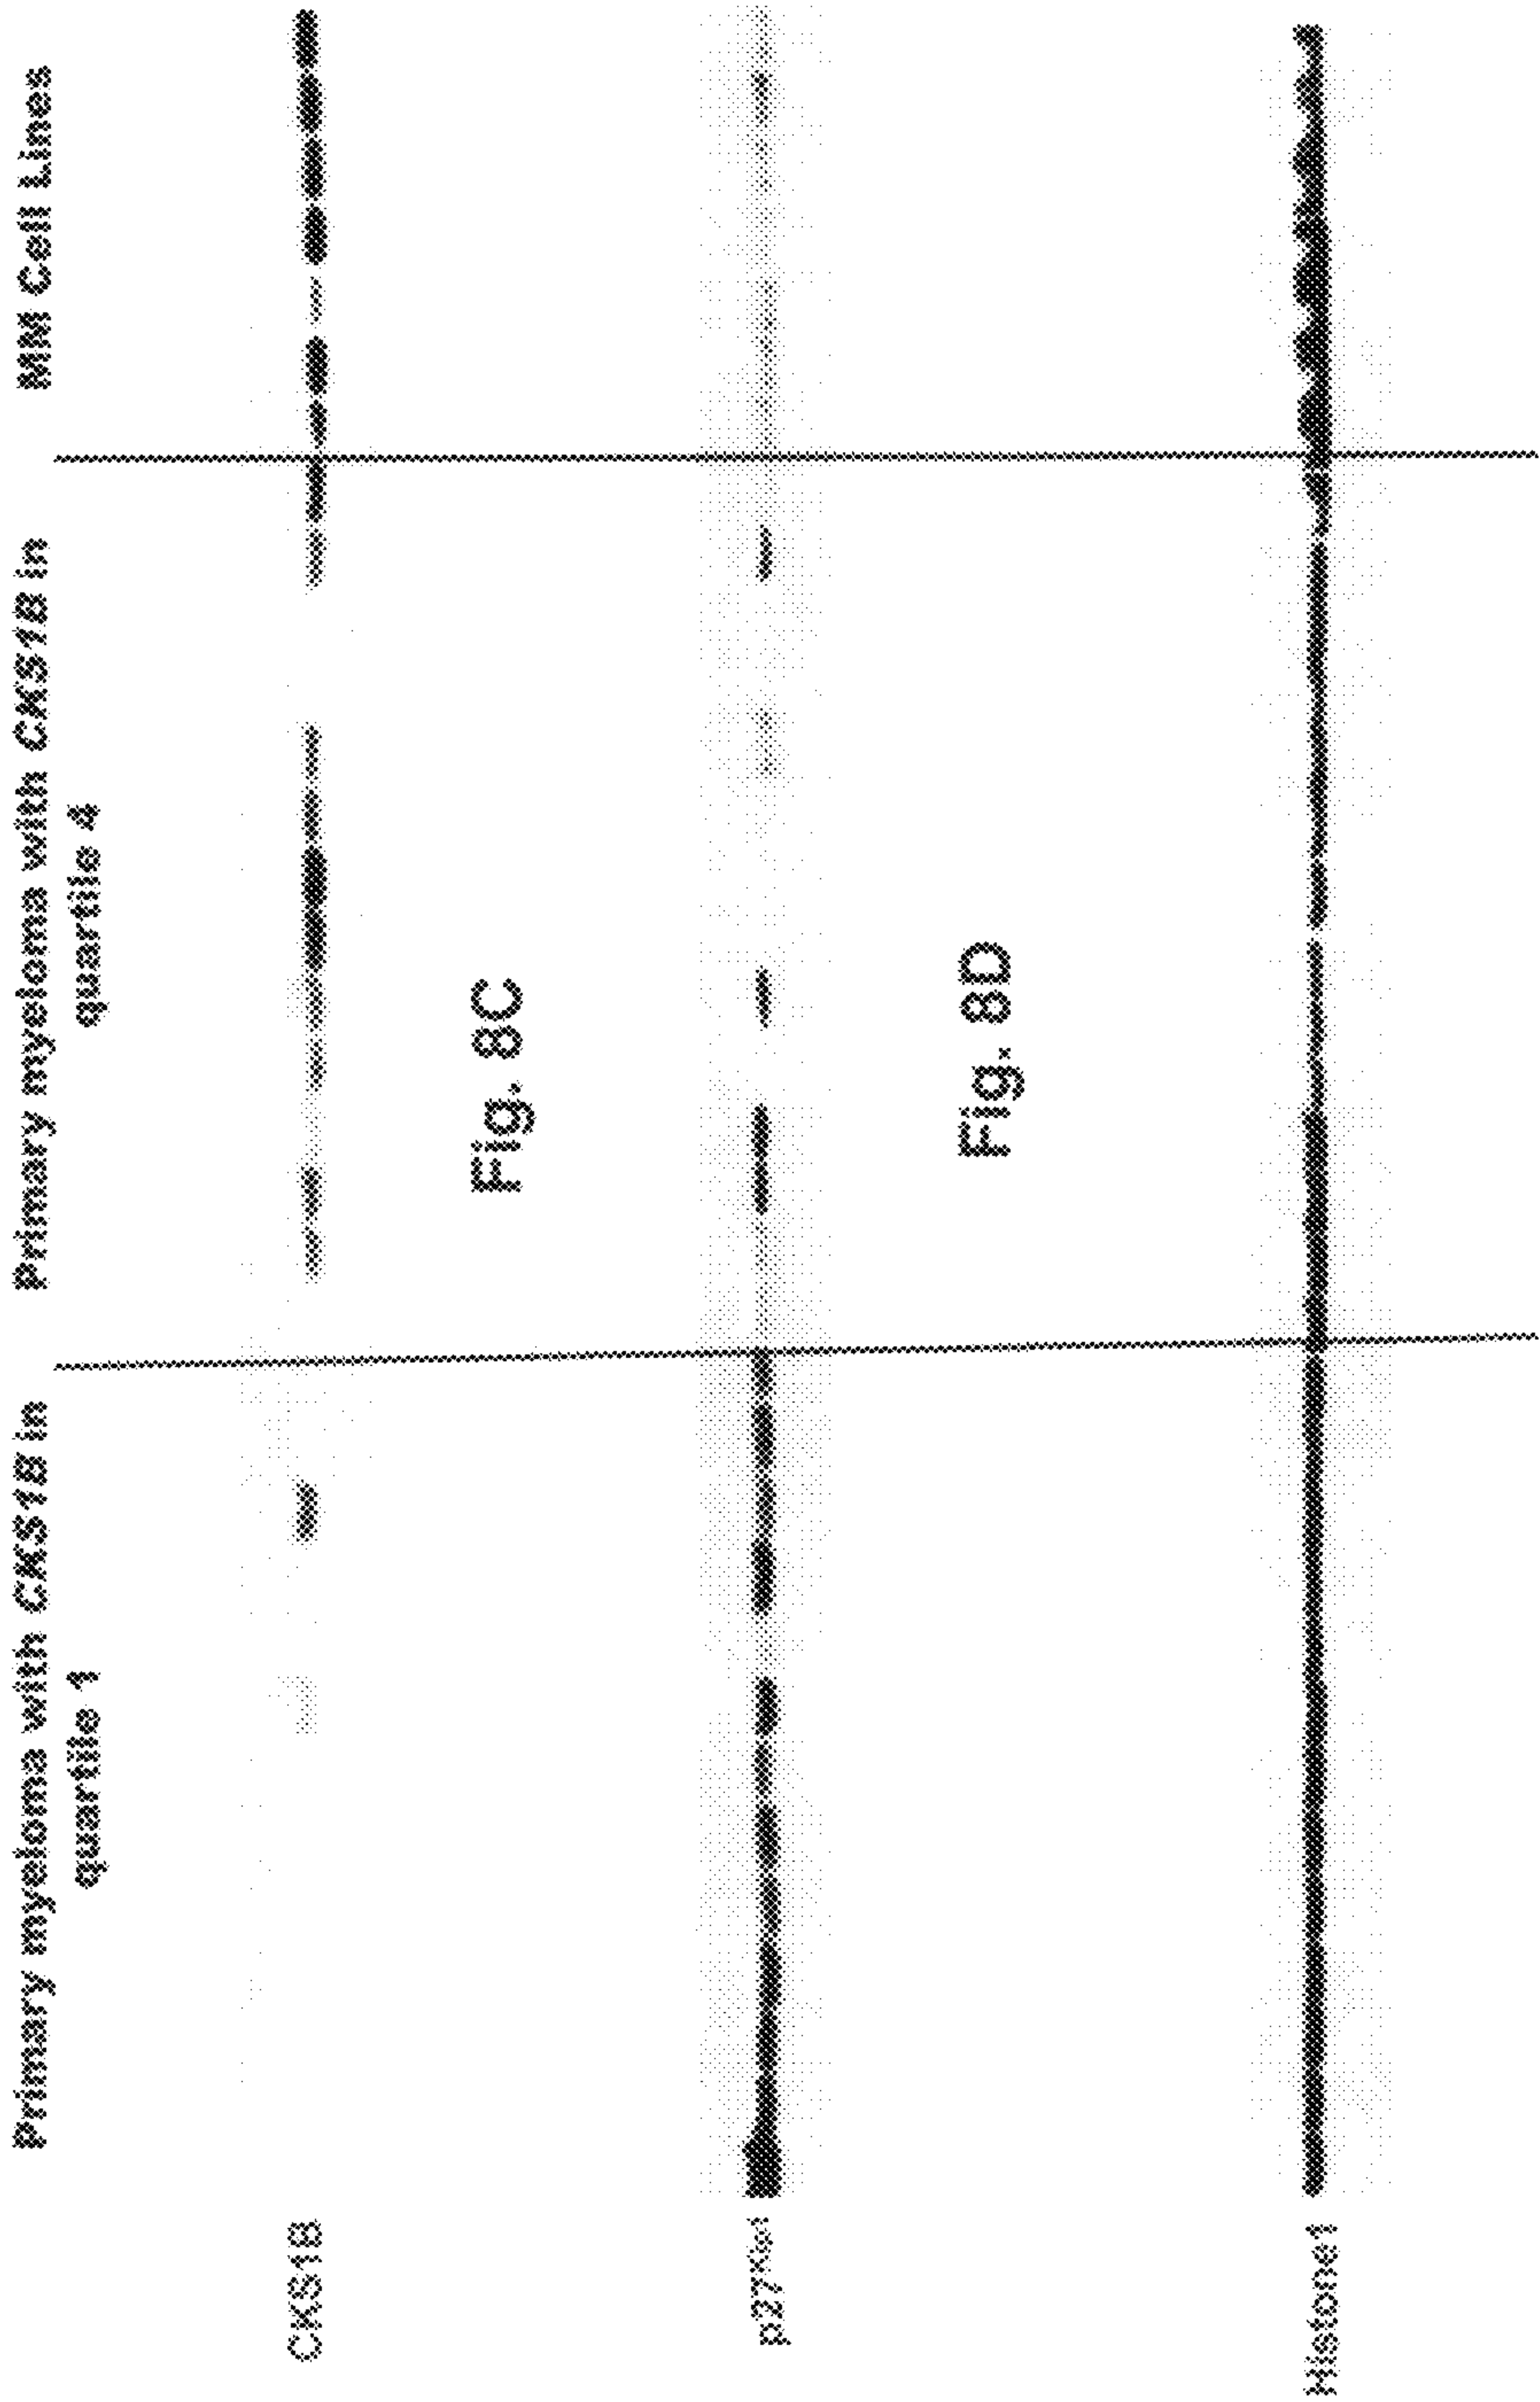 Primary myeloma with CKS1B in
quartile 1
Primary myeloma with CKS1B in
quartile 4
MM Cell Lines
CKS1B
Fig. 8C
p27Kip1
Fig. 8D
Histone1